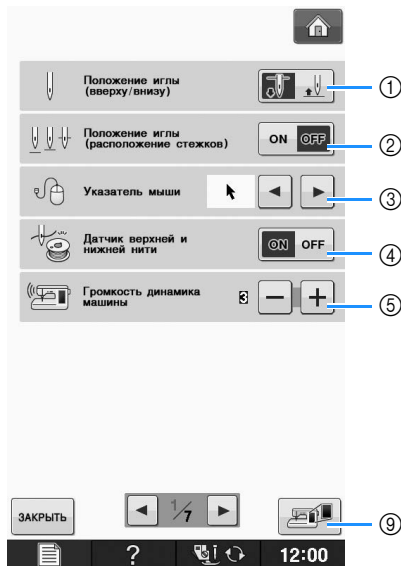 Положение иглы
(вверху/внизу)
①
Положение иглы
(расположение стежков)
ON OFF
②
Указатель мыши
③
Датчик верхней и
нижней нити
ON OFF
④
Громкость динамика
машины
3 − +
⑤
ЗАКРЫТЬ
1/7
⑨
?
12:00